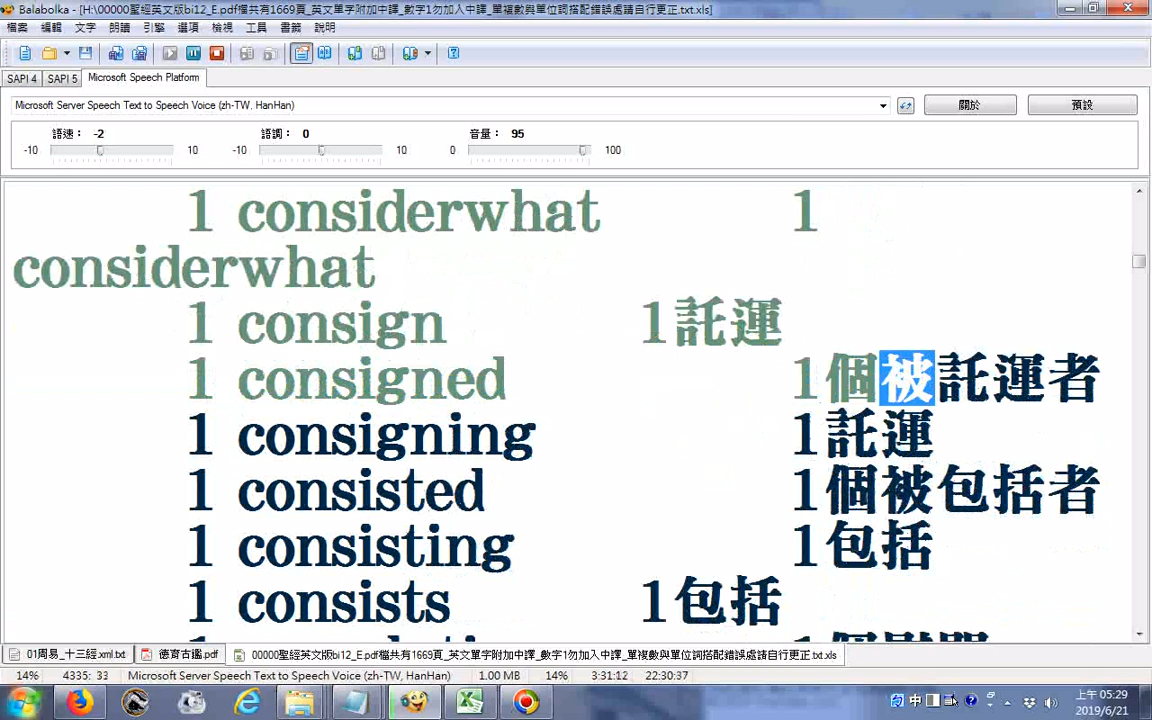 Balabolka - [H:\00000聖經英文版bi12_E.pdf檔共有1669頁_英文單字附加中譯_數字1勿加入中譯_單複數與單位詞搭配錯誤處請自行更正.txt.xls]
檔案 編輯 文字 朗讀 引擎 選項 檢視 工具 書籤 說明
SAPI 4 SAPI 5 Microsoft Speech Platform
Microsoft Server Speech Text to Speech Voice (zh-TW, HanHan) 關於 預設
語速： -2 語調： 0 音量： 95
-10 10 -10 10 0 100
1 considerwhat 1
considerwhat
1 consign 1託運
1 consigned 1個被託運者
1 consigning 1託運
1 consisted 1個被包括者
1 consisting 1包括
1 consists 1包括
01周易_十三經.xml.txt 德育古鑑.pdf 00000聖經英文版bi12_E.pdf檔共有1669頁_英文單字附加中譯_數字1勿加入中譯_單複數與單位詞搭配錯誤處請自行更正.txt.xls
14% 4335: 33 Microsoft Server Speech Text to Speech Voice (zh-TW, HanHan) 1.00 MB 14% 3:31:12 22:30:37
中 上午 05:29
2019/6/21